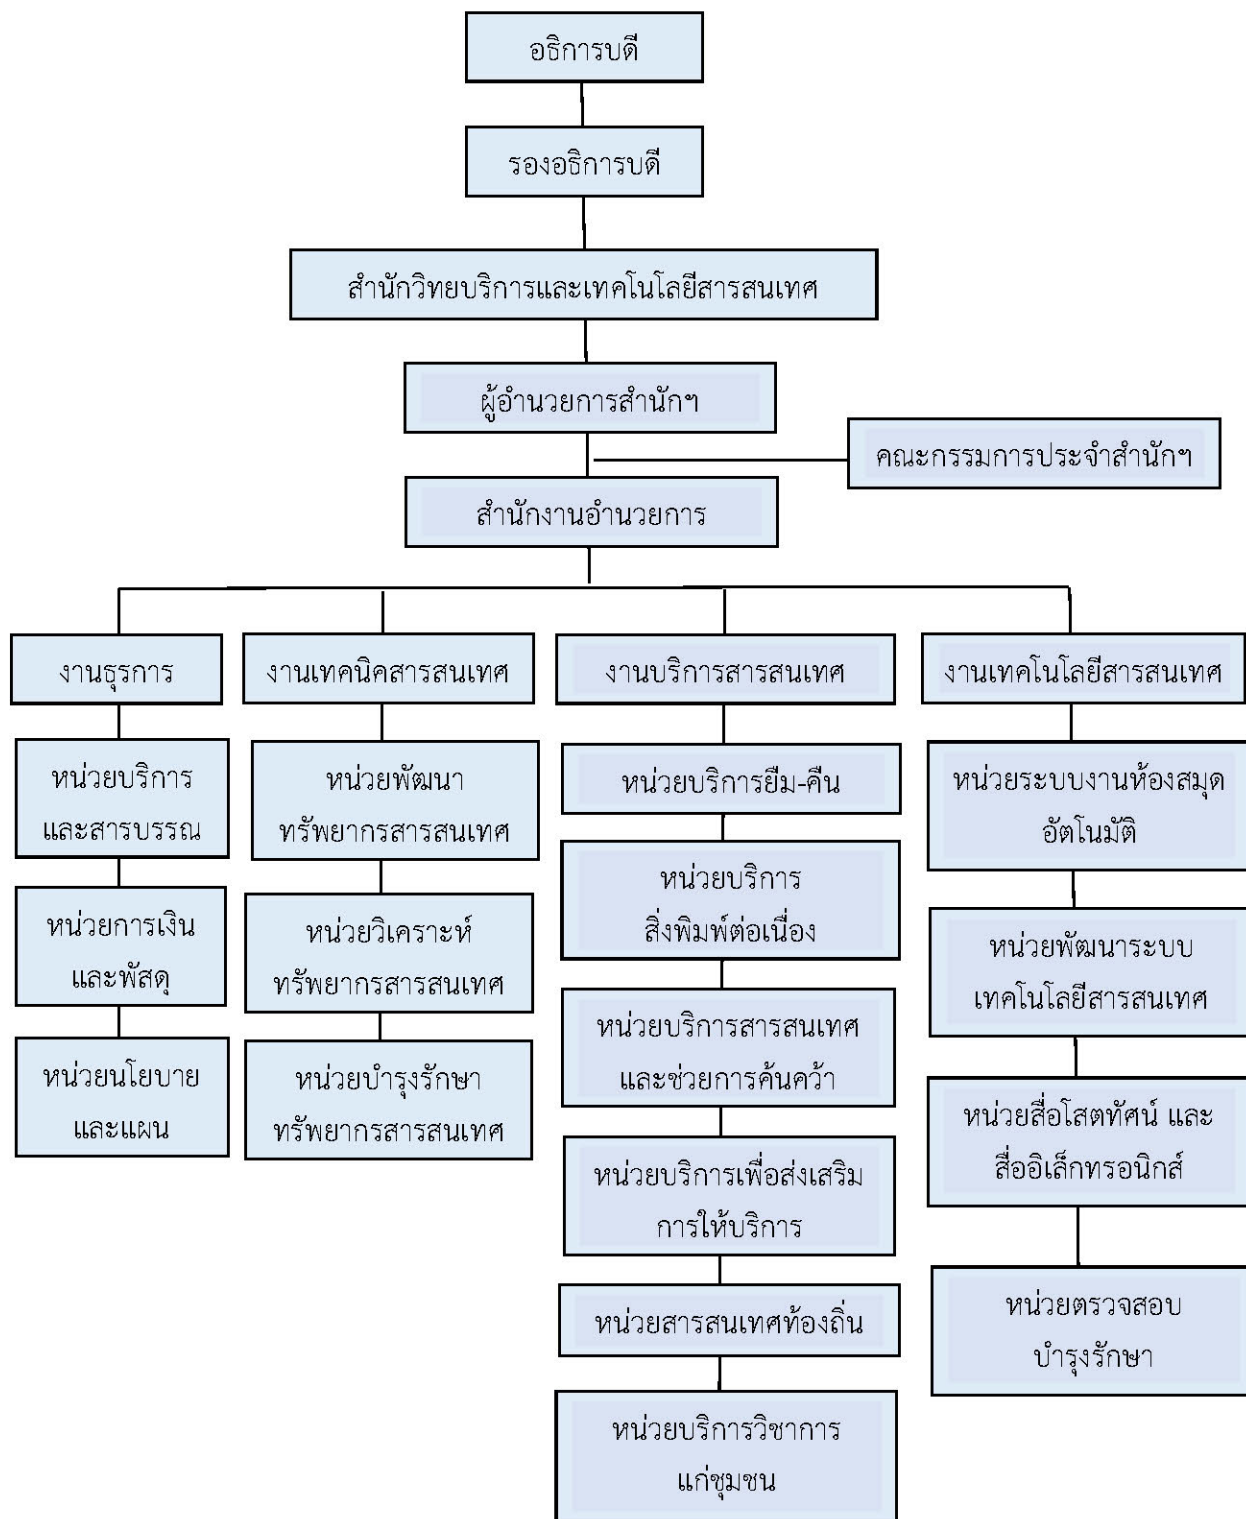 อธิการบดี
รองอธิการบดี
สำนักวิทยบริการและเทคโนโลยีสารสนเทศ
ผู้อำนวยการสำนักฯ
คณะกรรมการประจำสำนักฯ
สำนักงานอำนวยการ
งานธุรการ
หน่วยบริการ
และสารบรรณ
หน่วยการเงิน
และพัสดุ
หน่วยนโยบาย
และแผน
งานเทคนิคสารสนเทศ
หน่วยพัฒนา
ทรัพยากรสารสนเทศ
หน่วยวิเคราะห์
ทรัพยากรสารสนเทศ
หน่วยบำรุงรักษา
ทรัพยากรสารสนเทศ
งานบริการสารสนเทศ
หน่วยบริการยืม-คืน
หน่วยบริการ
สิ่งพิมพ์ต่อเนื่อง
หน่วยบริการสารสนเทศ
และช่วยการค้นคว้า
หน่วยบริการเพื่อส่งเสริม
การให้บริการ
หน่วยสารสนเทศท้องถิ่น
หน่วยบริการวิชาการ
แก่ชุมชน
งานเทคโนโลยีสารสนเทศ
หน่วยระบบงานห้องสมุด
อัตโนมัติ
หน่วยพัฒนาระบบ
เทคโนโลยีสารสนเทศ
หน่วยสื่อโสตทัศน์ และ
สื่ออิเล็กทรอนิกส์
หน่วยตรวจสอบ
บำรุงรักษา